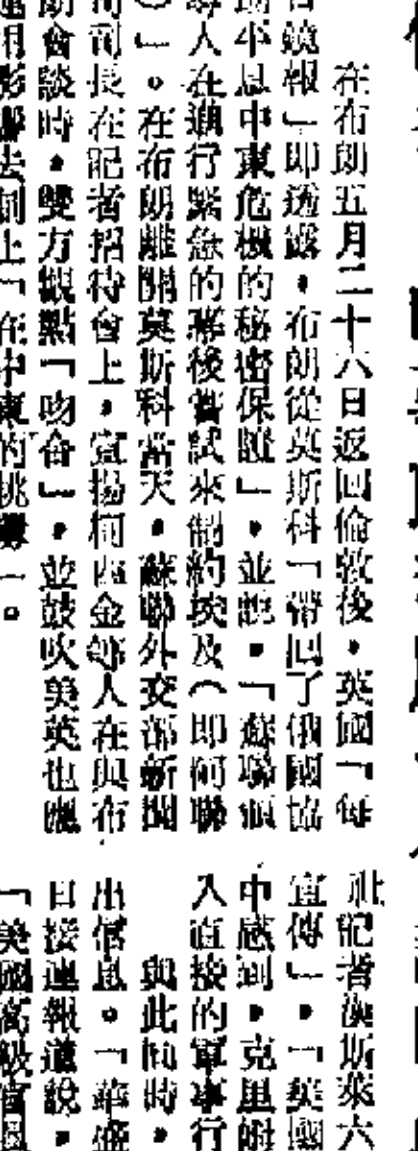 在布朗五月二十六日返回倫敦後，英國「每
日鏡報」即透露，布朗從莫斯科「帶回了俄國協
助平息中東危機的秘密保證」，並說，「蘇聯領
導人在進行緊急的幕後嘗試來制約埃及（即阿聯
）」。在布朗離開莫斯科當天，蘇聯外交部新聞
司司長在記者招待會上，宣揚柯西金等人在與布
朗會談時，雙方觀點「吻合」，並鼓吹美英也應
在中東的挑釁」。
社記者漢斯萊六
宣傳」，「英國
中感到，克里姆
入直接的軍事行
與此同時，
出信息。「華盛
日接連報道說，
「美國高級官員